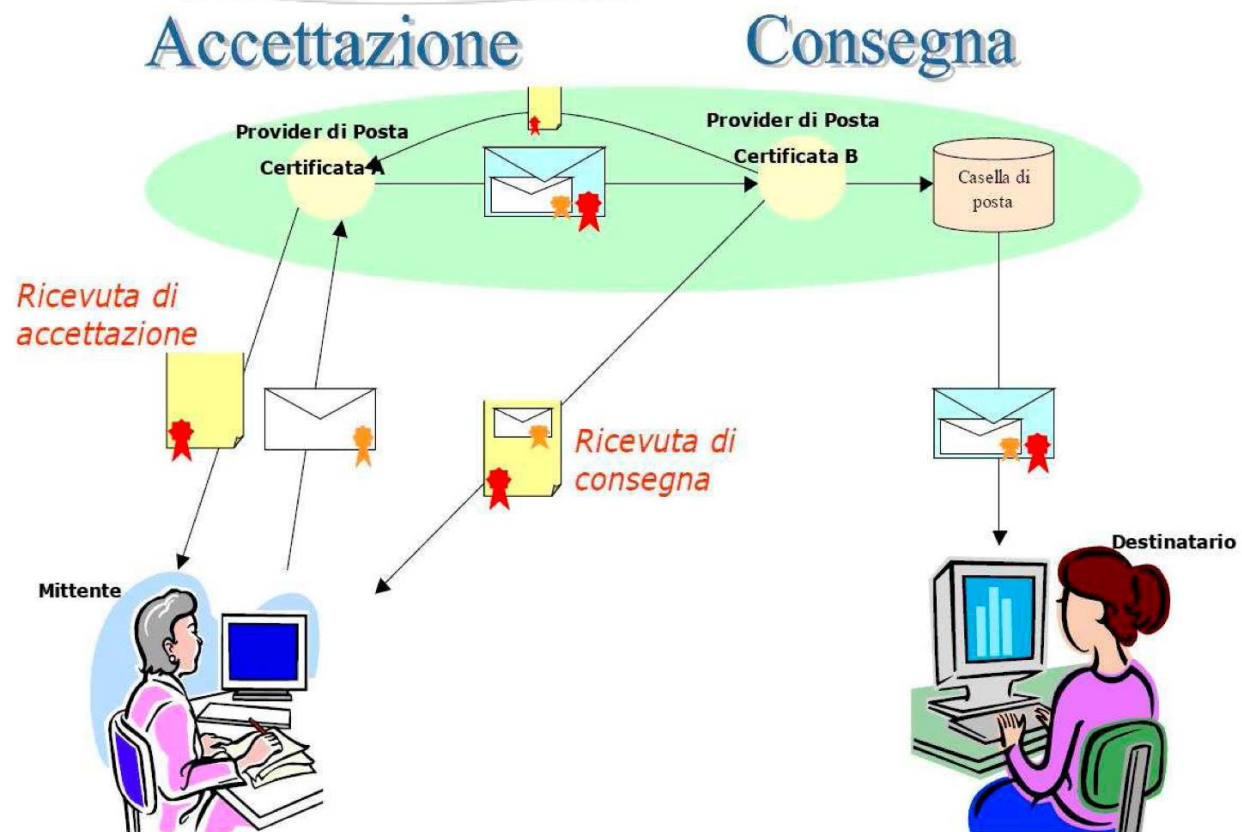 Accettazione
Consegna
Provider di Posta
Certificata A
Provider di Posta
Certificata B
Casella di
posta
Ricevuta di
accettazione
Ricevuta di
consegna
Mittente
Destinatario